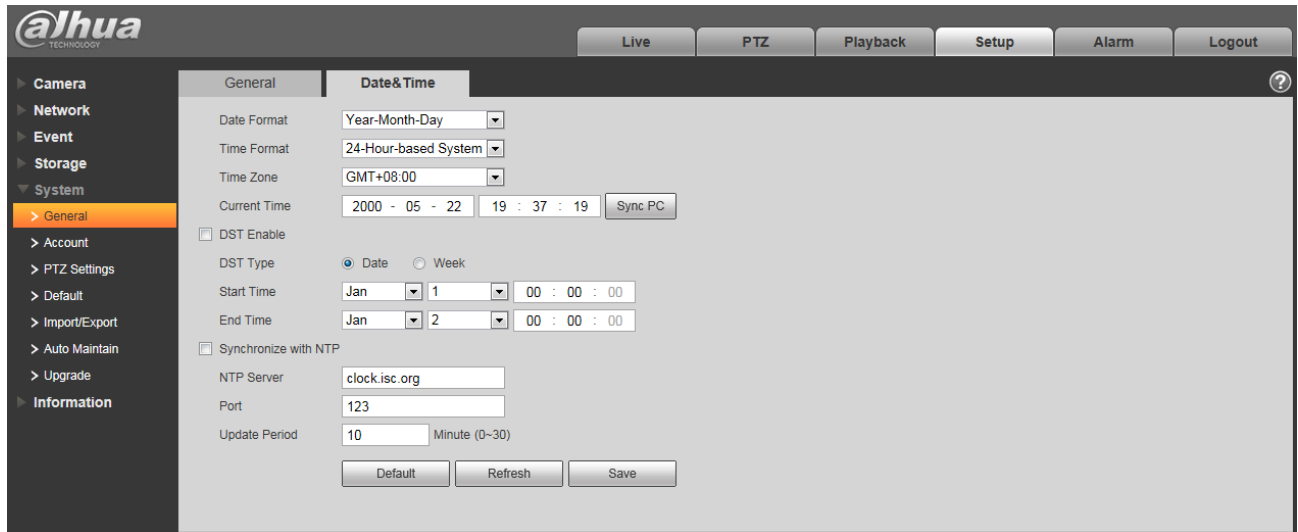 alhua
TECHNOLOGY
Live PTZ Playback Setup Alarm Logout
Camera
Network
Event
Storage
System
General
Account
PTZ Settings
Default
Import/Export
Auto Maintain
Upgrade
Information
General Date&Time
Date Format Year-Month-Day
Time Format 24-Hour-based System
Time Zone GMT+08:00
Current Time 2000 - 05 - 22 19 : 37 : 19 Sync PC
DST Enable
DST Type Date Week
Start Time Jan 1 00 : 00 : 00
End Time Jan 2 00 : 00 : 00
Synchronize with NTP
NTP Server clock.isc.org
Port 123
Update Period 10 Minute (0~30)
Default Refresh Save